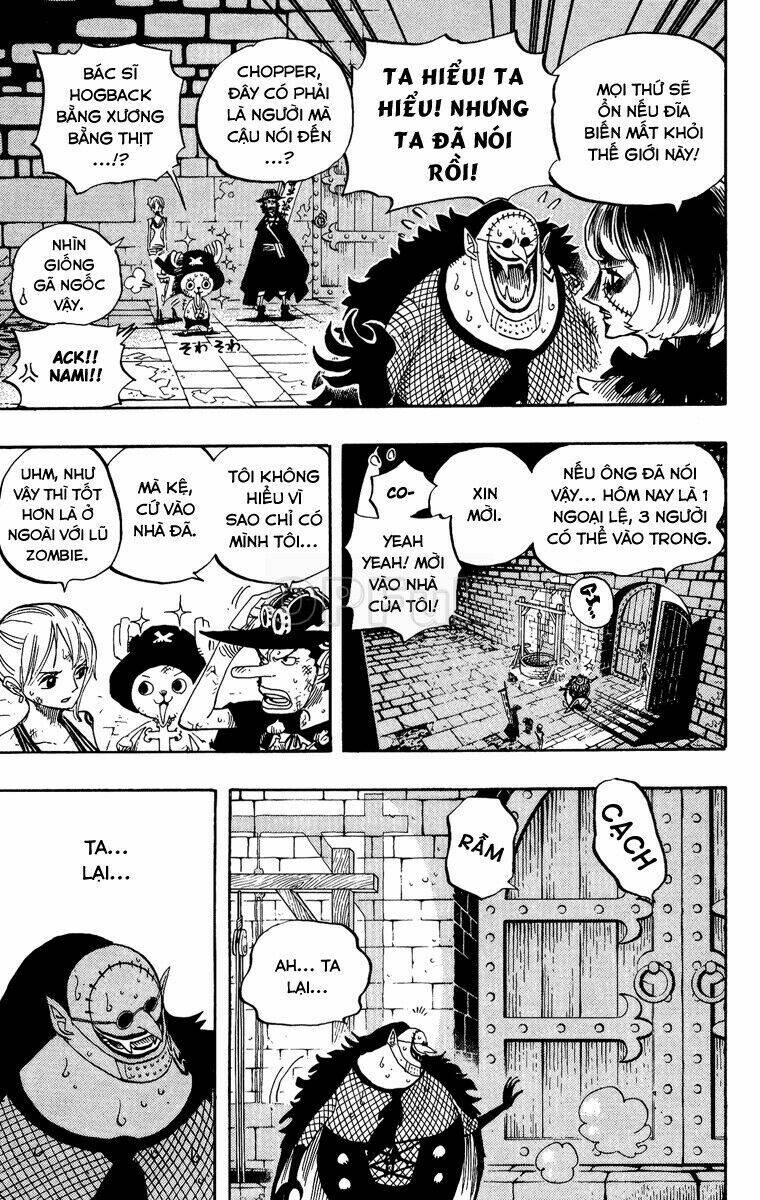 MỌI THỨ SẼ
ỔN NẾU ĐĨA
BIẾN MẤT KHỎI
THẾ GIỚI NÀY!
TA HIỂU! TA
HIỂU! NHƯNG
TA ĐÃ NÓI
RỒI!
CHOPPER,
ĐÂY CÓ PHẢI
LÀ NGƯỜI MÀ
CẬU NÓI ĐẾN
...?
BÁC SĨ
HOGBACK
BẰNG XƯƠNG
BẰNG THỊT
...!?
NHÌN
GIỐNG
GÃ NGỐC
VẬY.
ACK!!
NAMI!!
そわ そわ
NẾU ÔNG ĐÃ NÓI
VẬY... HÔM NAY LÀ 1
NGOẠI LỆ, 3 NGƯỜI
CÓ THỂ VÀO TRONG.
XIN
MỜI.
CO-
YEAH
YEAH! MỜI
VÀO NHÀ
CỦA TÔI!
TÔI KHÔNG
HIỂU VÌ
SAO CHỈ CÓ
MÌNH TÔI...
MÀ KỆ,
CỨ VÀO
NHÀ ĐÃ.
UHM, NHƯ
VẬY THÌ TỐT
HƠN LÀ Ở
NGOÀI VỚI LŨ
ZOMBIE.
CẠCH
RẦM
AH... TA
LẠI...
TA...
LẠI...